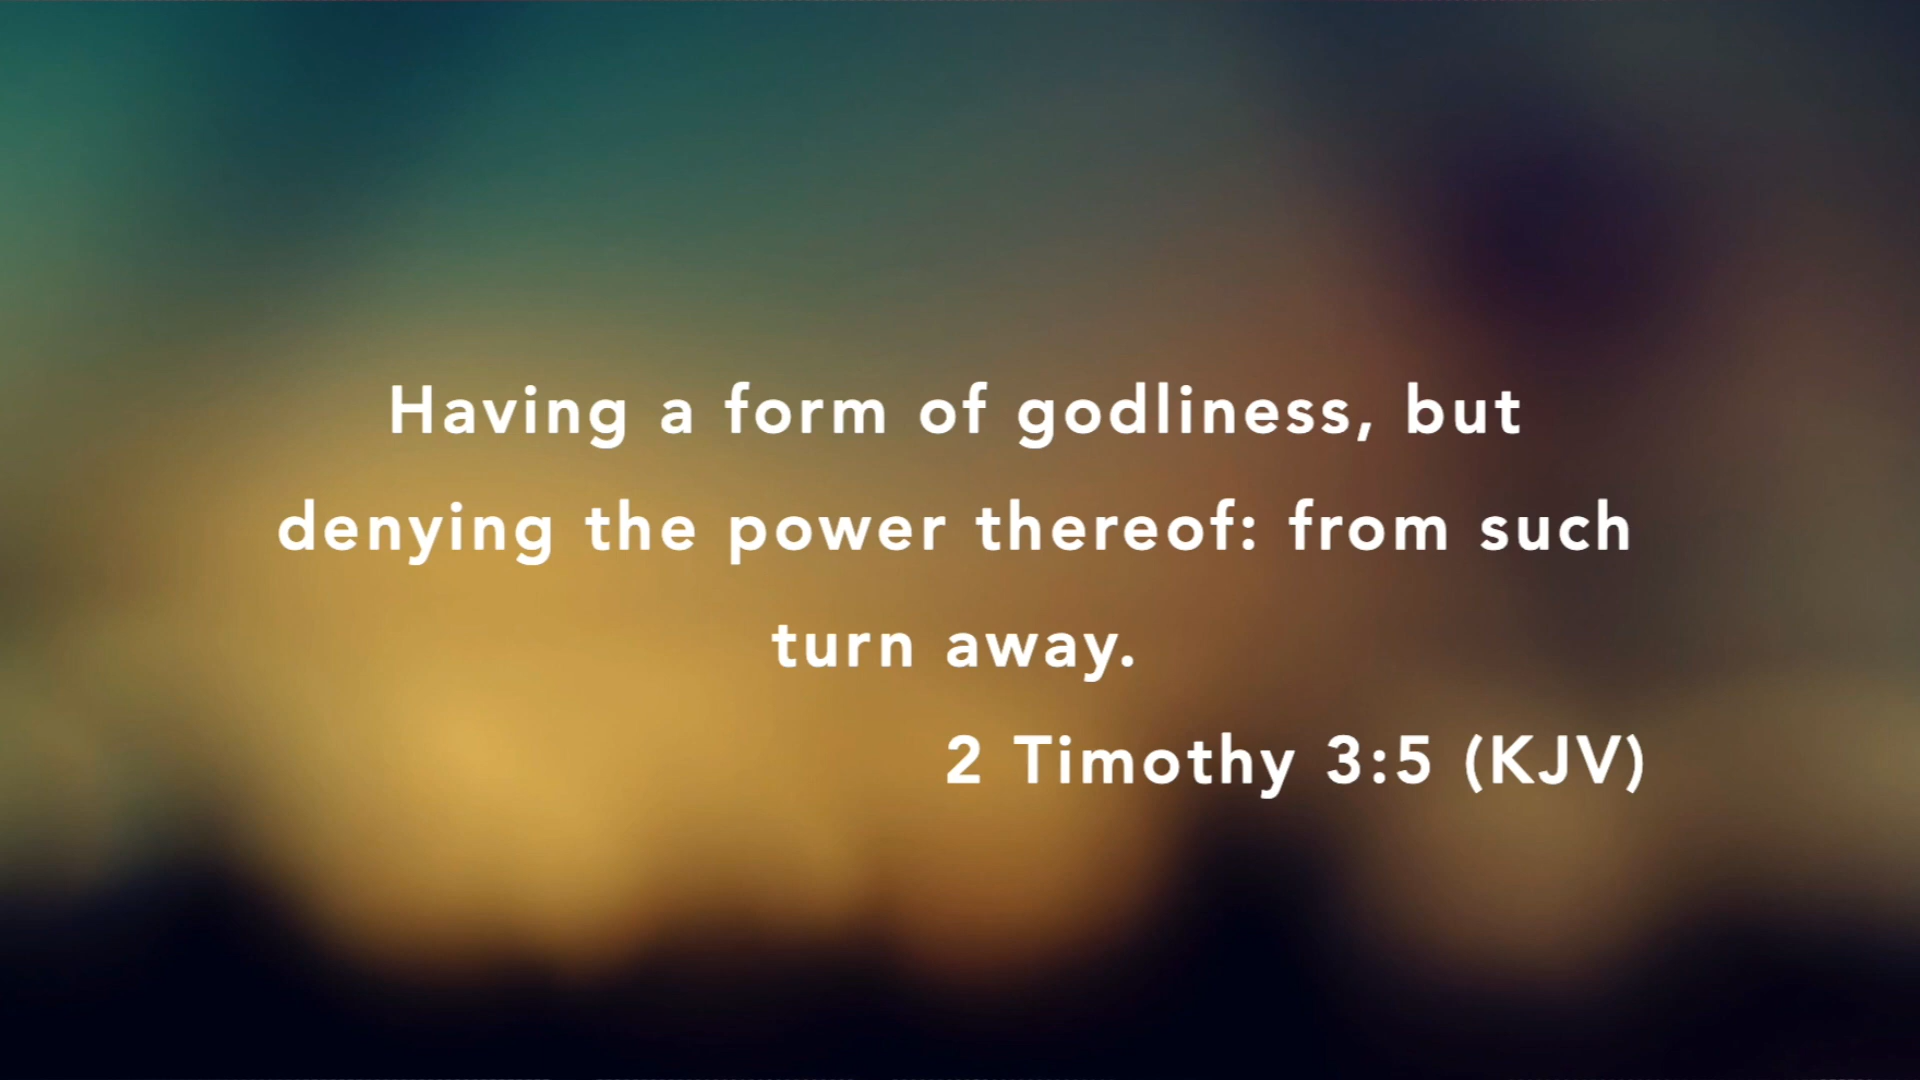 Having a form of godliness, but
denying the power thereof: from such
turn away.
2 Timothy 3:5 (KJV)